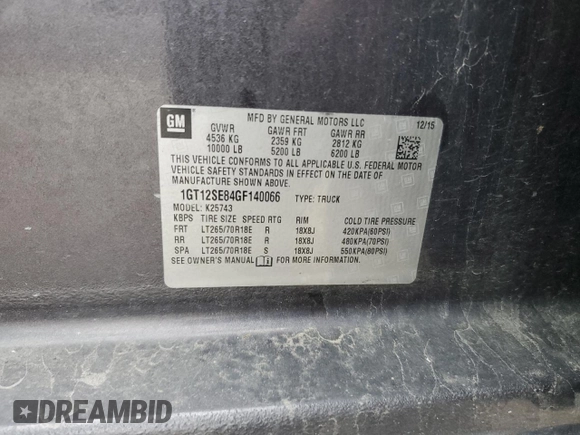 GM
MFD BY GENERAL MOTORS LLC
12/15
GVWR GAWR FRT GAWR RR
4536 KG 2359 KG 2812 KG
10000 LB 5200 LB 6200 LB
THIS VEHICLE CONFORMS TO ALL APPLICABLE U.S. FEDERAL MOTOR
VEHICLE SAFETY STANDARDS IN EFFECT ON THE DATE OF
MANUFACTURE SHOWN ABOVE.
1GT12SE84GF140066 TYPE: TRUCK
MODEL: K25743
KBPS TIRE SIZE SPEED RTG RIM COLD TIRE PRESSURE
FRT LT265/70R18E R 18X8J 420KPA(60PSI)
RR LT265/70R18E R 18X8J 480KPA(70PSI)
SPA LT265/70R18E S 18X8J 550KPA(80PSI)
SEE OWNER'S MANUAL FOR MORE INFORMATION.
DREAMBID